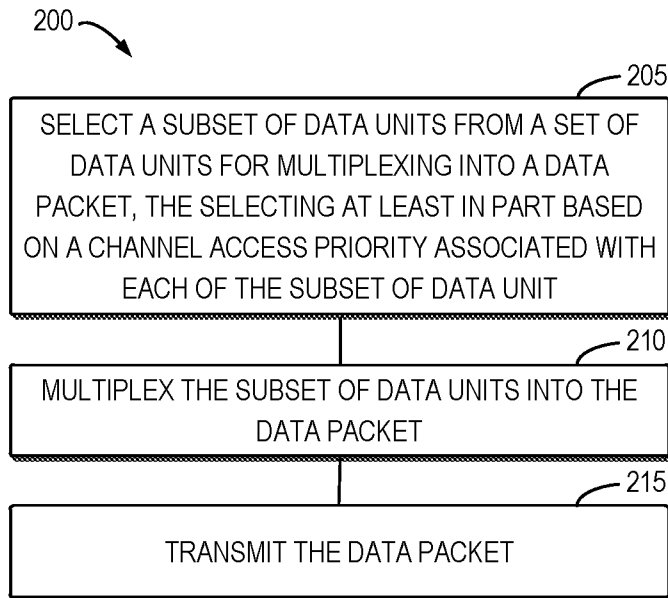 200
205
SELECT A SUBSET OF DATA UNITS FROM A SET OF
DATA UNITS FOR MULTIPLEXING INTO A DATA
PACKET, THE SELECTING AT LEAST IN PART BASED
ON A CHANNEL ACCESS PRIORITY ASSOCIATED WITH
EACH OF THE SUBSET OF DATA UNIT
210
MULTIPLEX THE SUBSET OF DATA UNITS INTO THE
DATA PACKET
215
TRANSMIT THE DATA PACKET